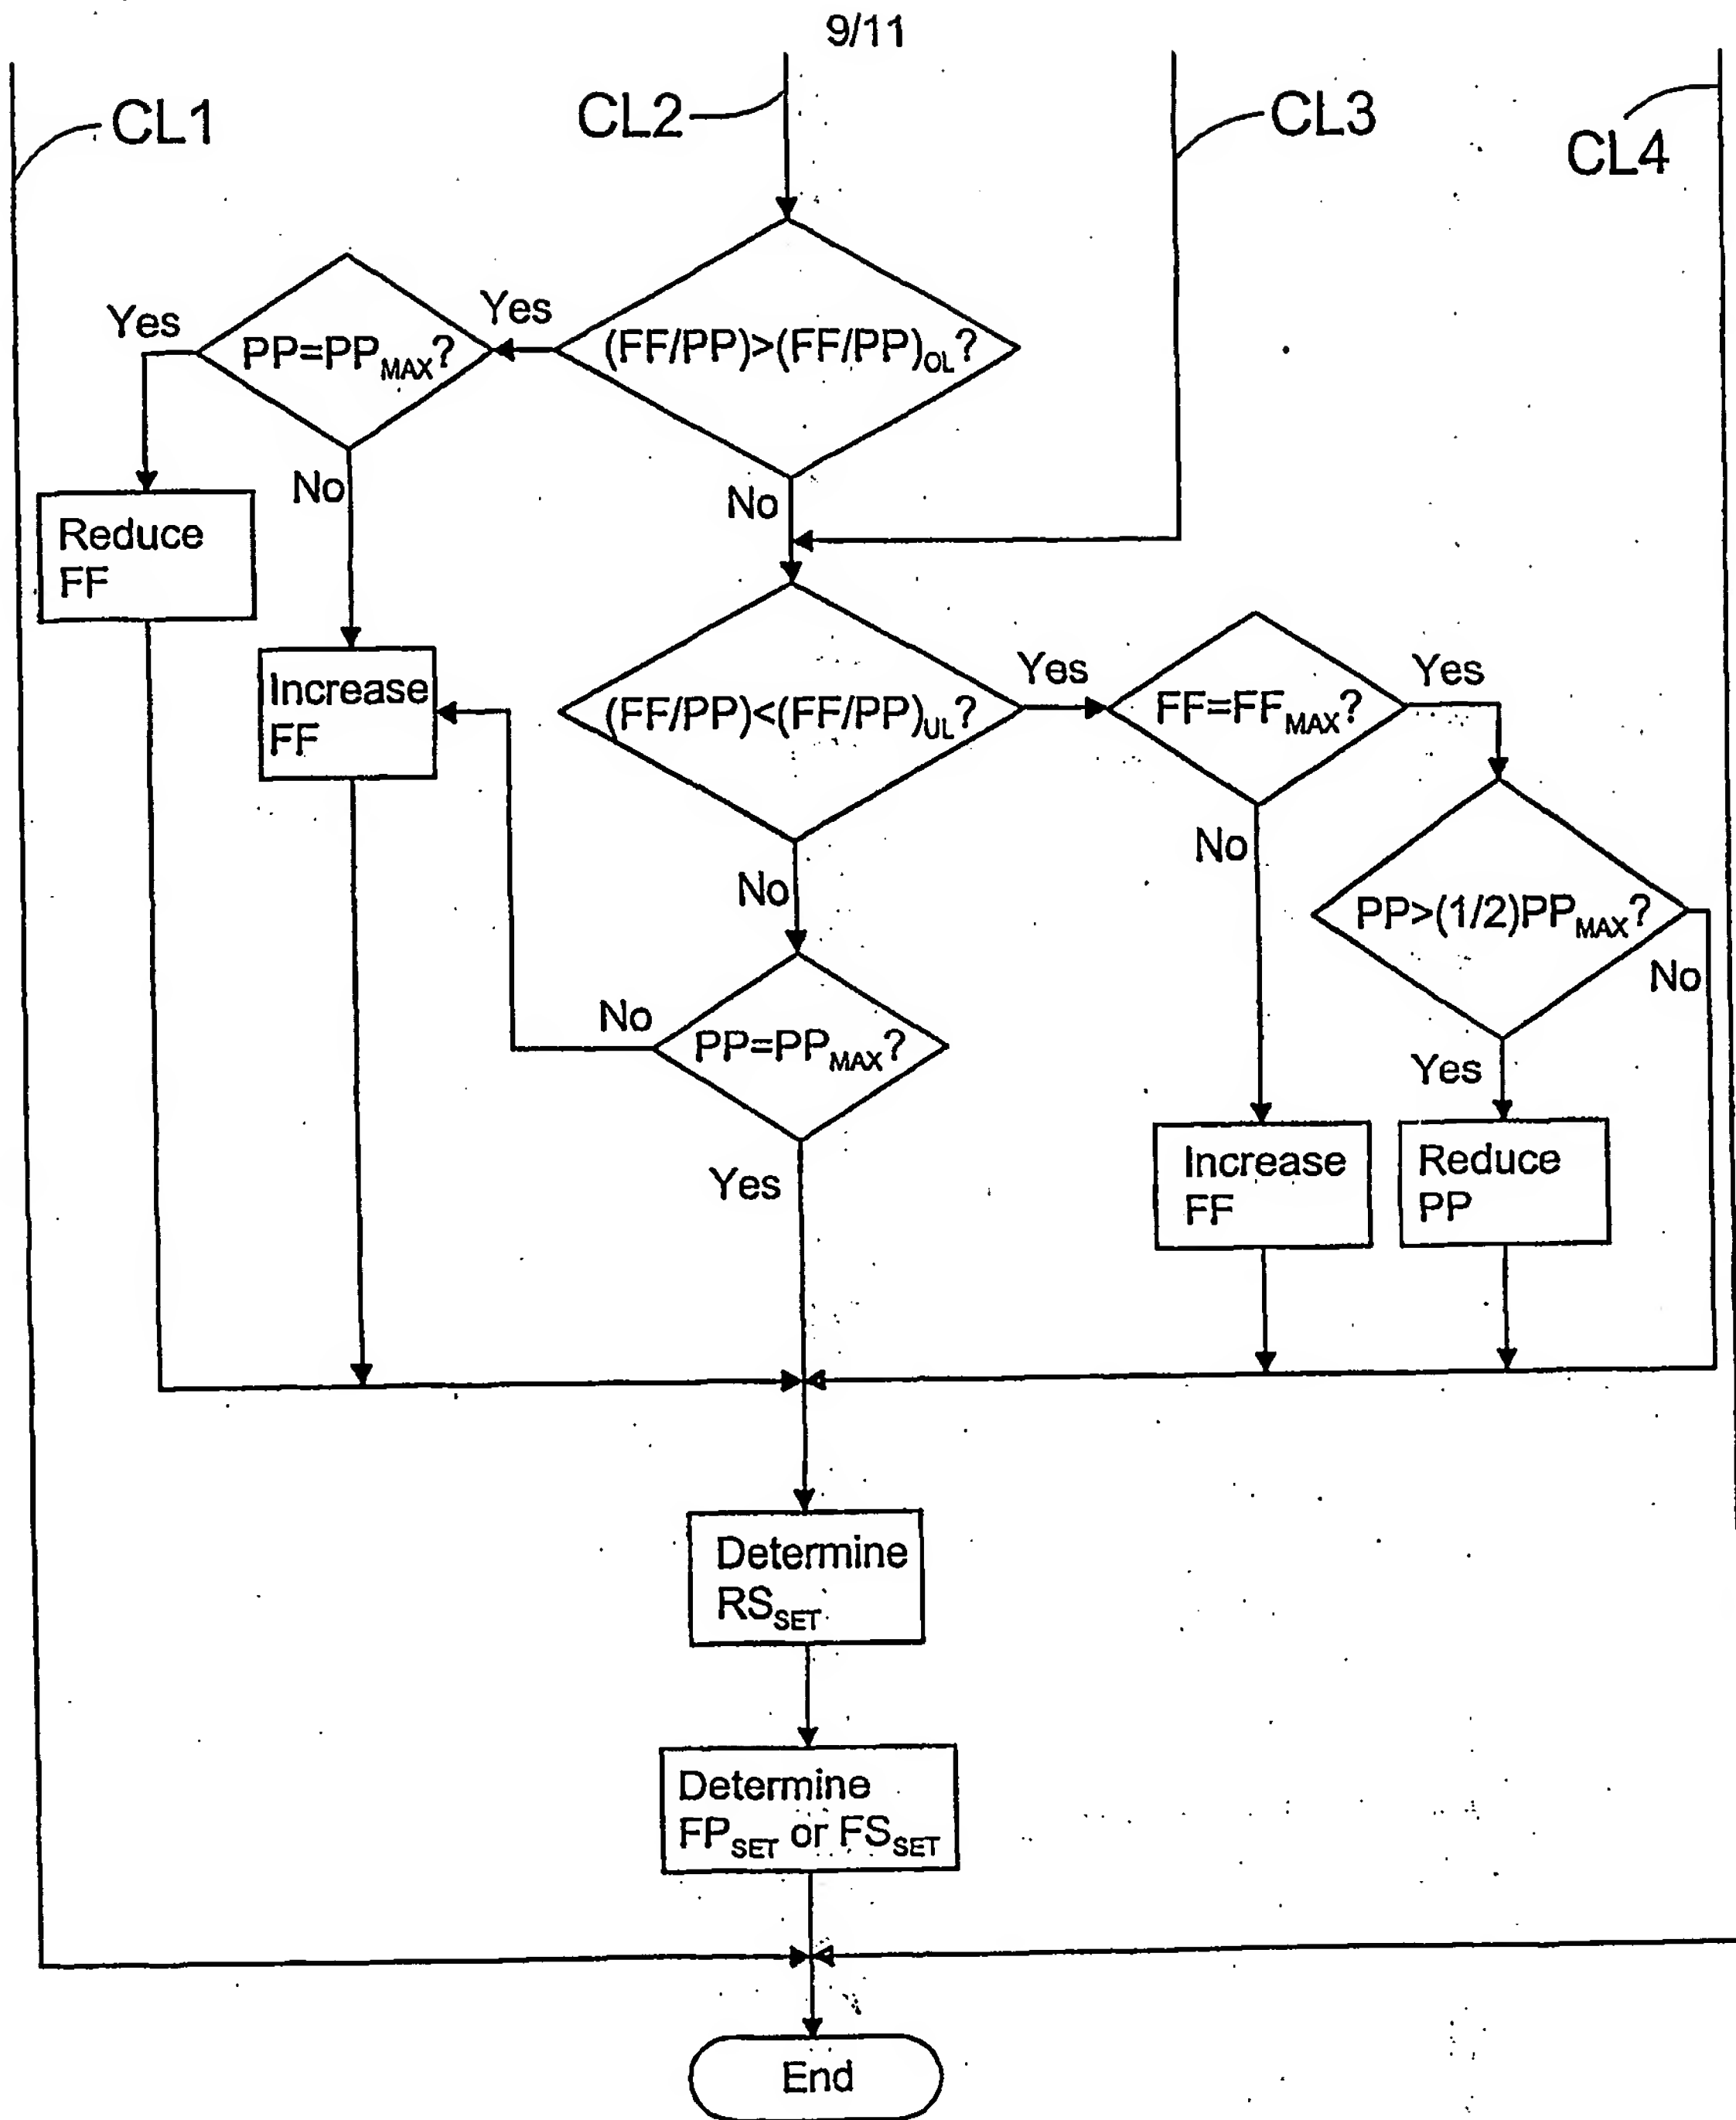 9/11
CL1
CL2
CL3
CL4
(FF/PP)>(FF/PP)OL?
Yes
PP=PPMAX?
Yes
No
No
Reduce
FF
Increase
FF
(FF/PP)<(FF/PP)UL?
Yes
FF=FFMAX?
Yes
No
No
PP>(1/2)PPMAX?
No
Yes
No
PP=PPMAX?
Yes
Increase
FF
Reduce
PP
Determine
RSSET
Determine
FPSET or FSSET
End